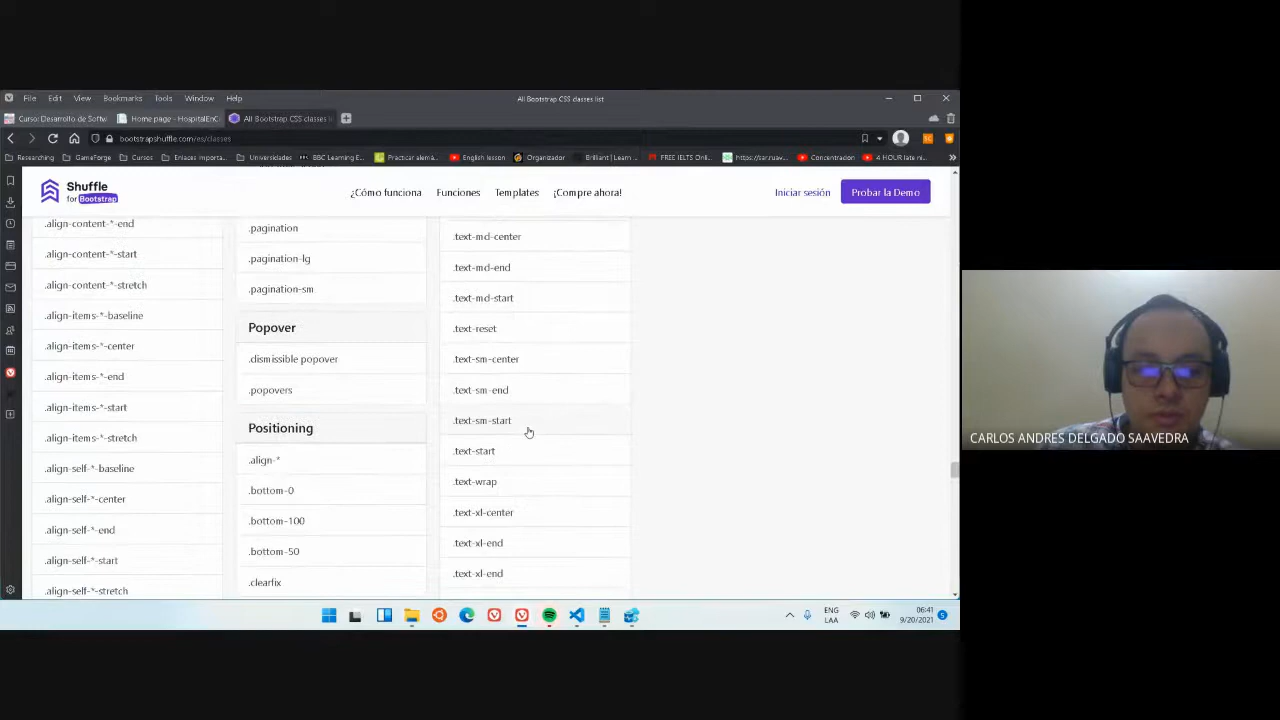 File Edit View Bookmarks Tools Window Help
All Bootstrap CSS classes list
Curso: Desarrollo de Softw
Home page - HospitalEnC
All Bootstrap CSS classes l
bootstrapshuffle.com/es/classes
Researching
GameForge
Cursos
Enlaces importa...
Universidades
BBC Learning E...
Practicar alemá...
English lesson
Organizador
Brilliant | Learn ...
FREE IELTS Onl...
https://sar.ruav...
Concentracion
4 HOUR late ni...
Shuffle
for Bootstrap
¿Cómo funciona
Funciones
Templates
¡Compre ahora!
Iniciar sesión
Probar la Demo
.align-content-*-end
.align-content-*-start
.align-content-*-stretch
.align-items-*-baseline
.align-items-*-center
.align-items-*-end
.align-items-*-start
.align-items-*-stretch
.align-self-*-baseline
.align-self-*-center
.align-self-*-end
.align-self-*-start
.align-self-*-stretch
.pagination
.pagination-lg
.pagination-sm
Popover
.dismissible popover
.popovers
Positioning
.align-*
.bottom-0
.bottom-100
.bottom-50
.clearfix
.text-md-center
.text-md-end
.text-md-start
.text-reset
.text-sm-center
.text-sm-end
.text-sm-start
.text-start
.text-wrap
.text-xl-center
.text-xl-end
.text-xl-end
CARLOS ANDRES DELGADO SAAVEDRA
ENG
LAA
06:41
9/20/2021
5